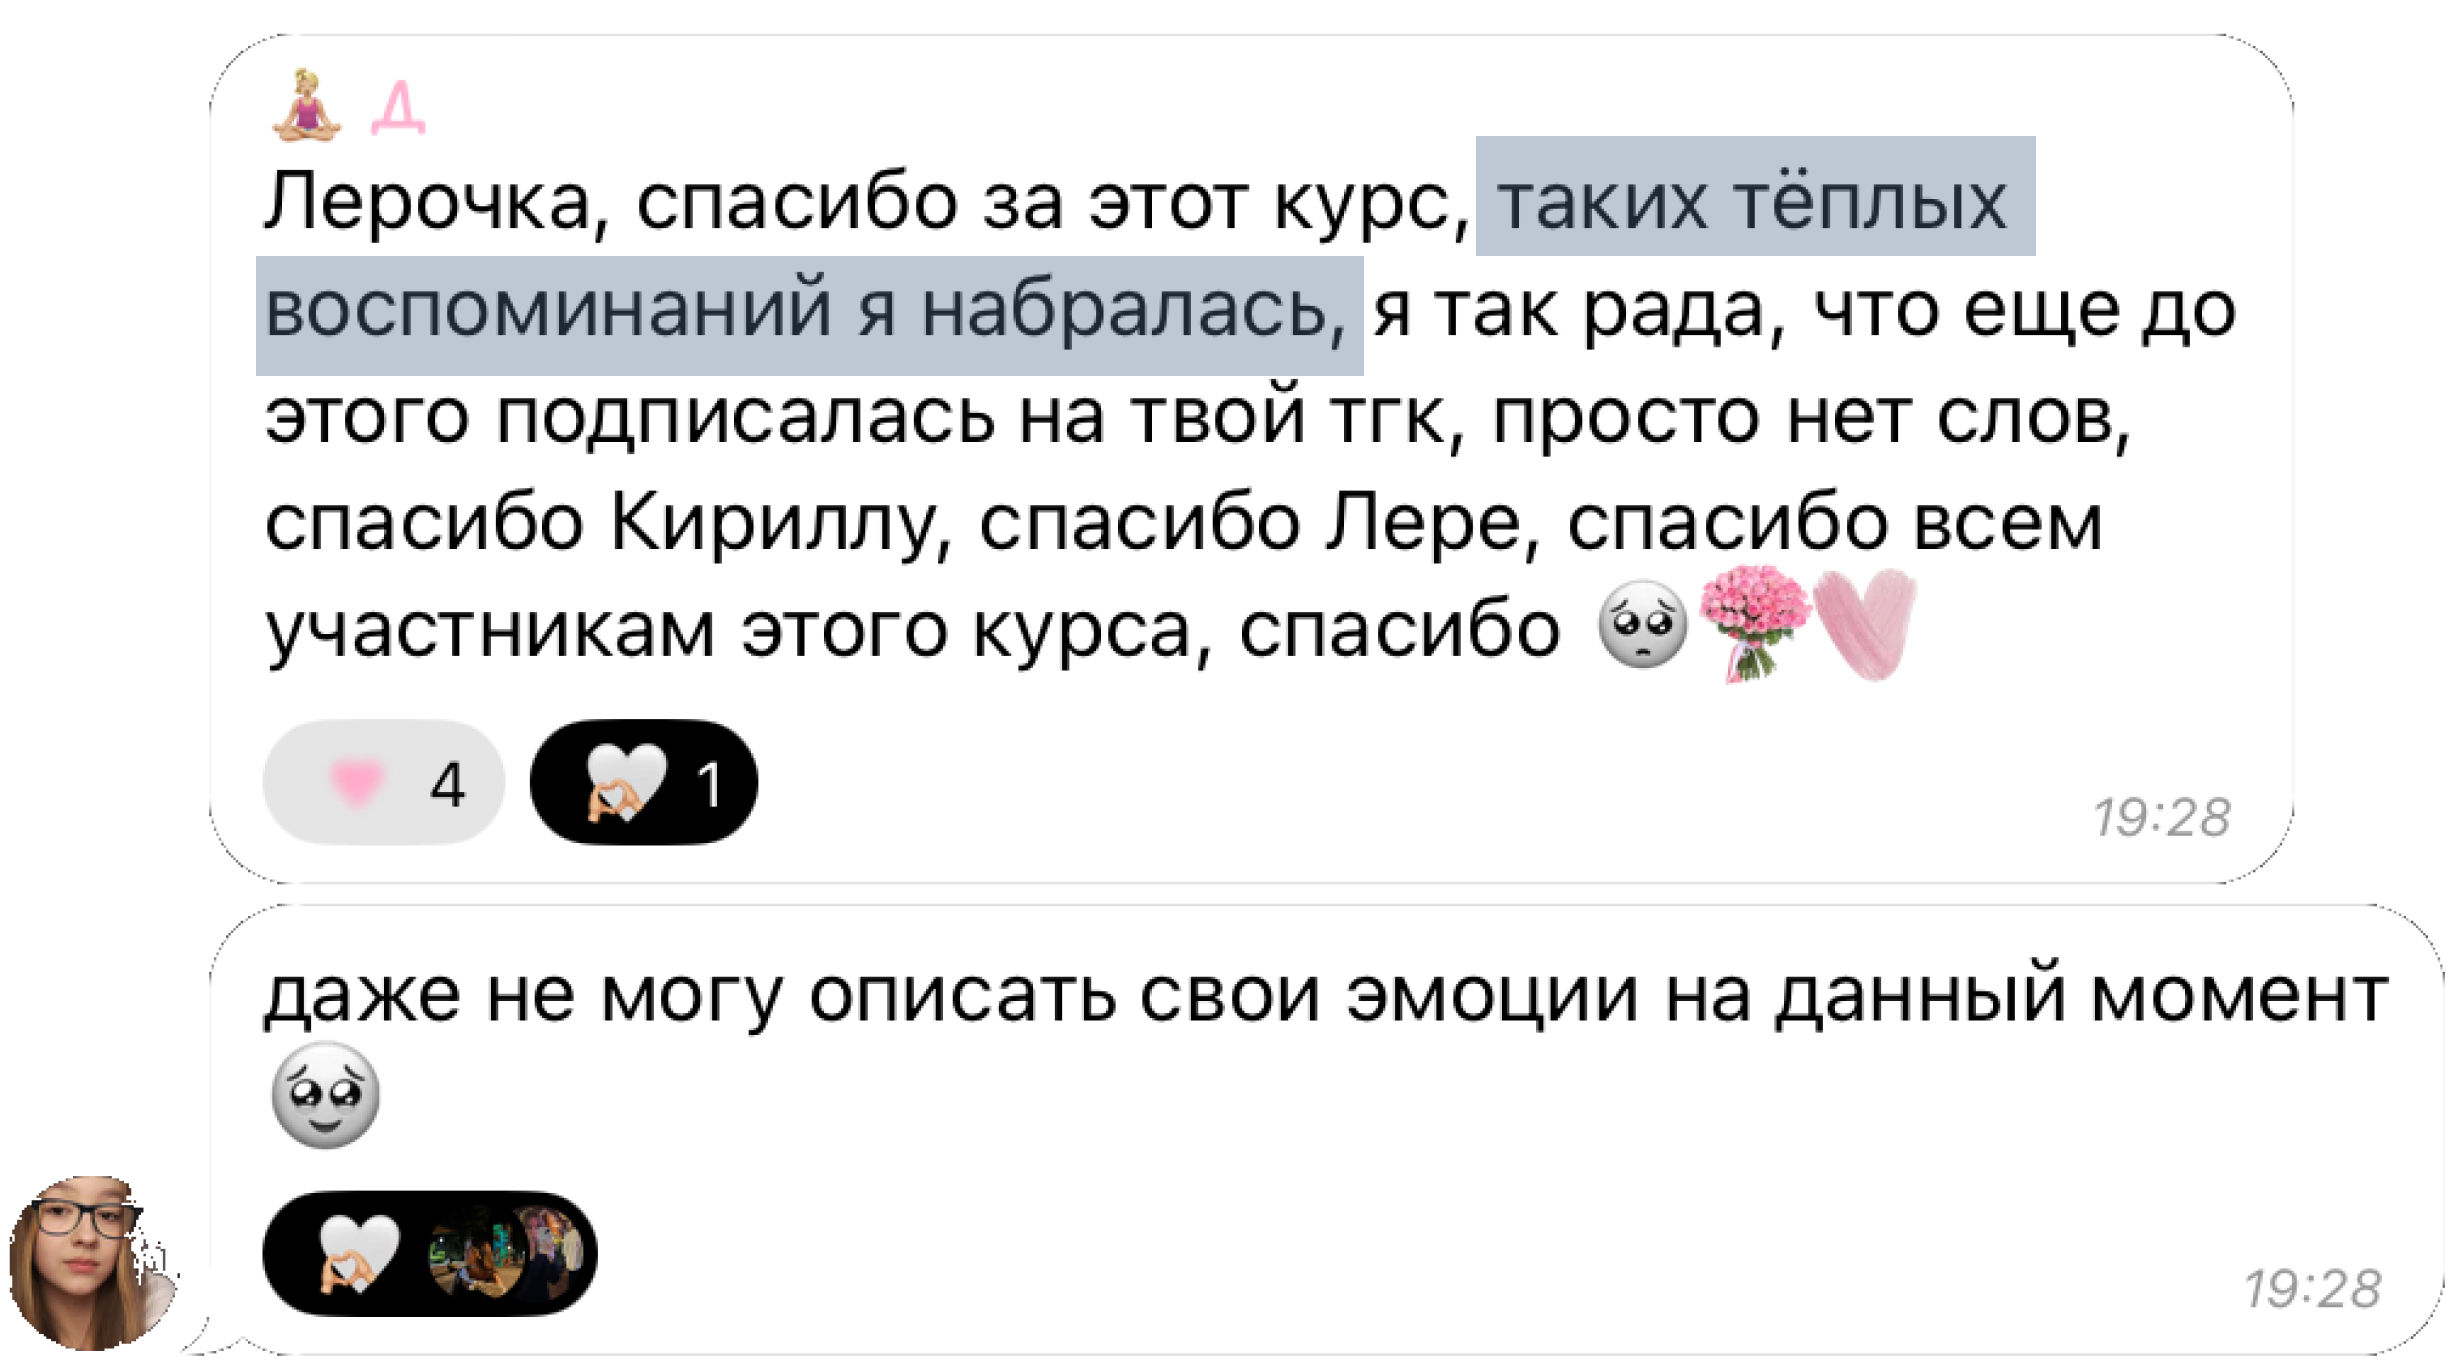 Д
Лерочка, спасибо за этот курс, таких тёплых
воспоминаний я набралась, я так рада, что еще до
этого подписалась на твой тгк, просто нет слов,
спасибо Кириллу, спасибо Лере, спасибо всем
участникам этого курса, спасибо 🥺💐🩷
4 1
19:28
даже не могу описать свои эмоции на данный момент
🥹
19:28